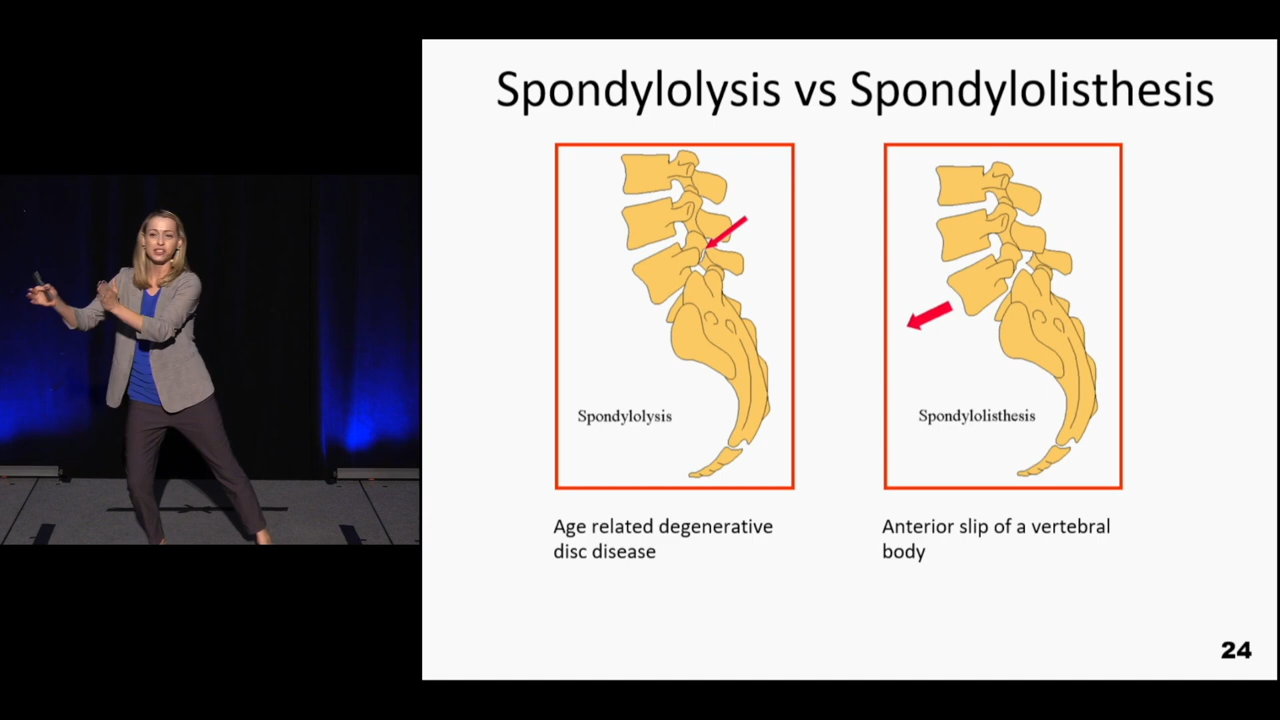 Spondylolysis vs Spondylolisthesis
Spondylolysis
Spondylolisthesis
Age related degenerative
disc disease
Anterior slip of a vertebral
body
24